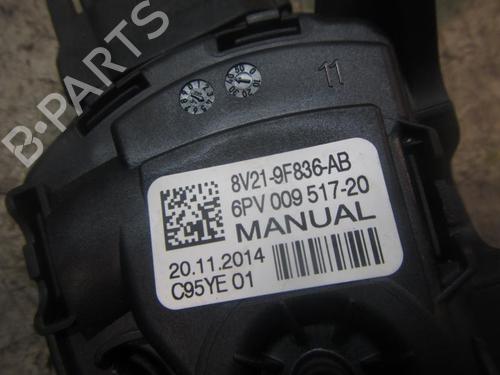 B-PARTS
11
8V21-9F836-AB
6PV 009 517-20
MANUAL
20.11.2014
C95YE 01